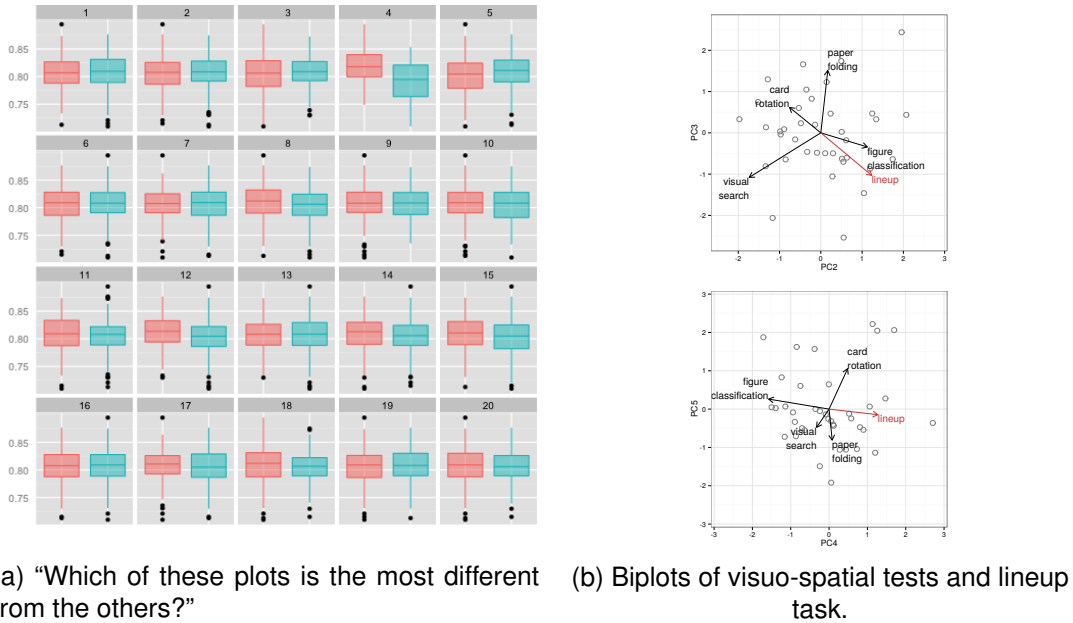 1 2 3 4 5
0.85
0.80
0.75
6 7 8 9 10
0.85
0.80
0.75
11 12 13 14 15
0.85
0.80
0.75
16 17 18 19 20
0.85
0.80
0.75
a) “Which of these plots is the most different
rom the others?”
2
1
0
-1
-2
PC3
paper
folding
card
rotation
figure
classification
lineup
visual
search
-2 -1 0 1 2 3
PC2
3
2
1
0
-1
-2
-3
PC5
card
rotation
figure
classification
lineup
visual
search
paper
folding
-3 -2 -1 0 1 2 3
PC4
(b) Biplots of visuo-spatial tests and lineup
task.